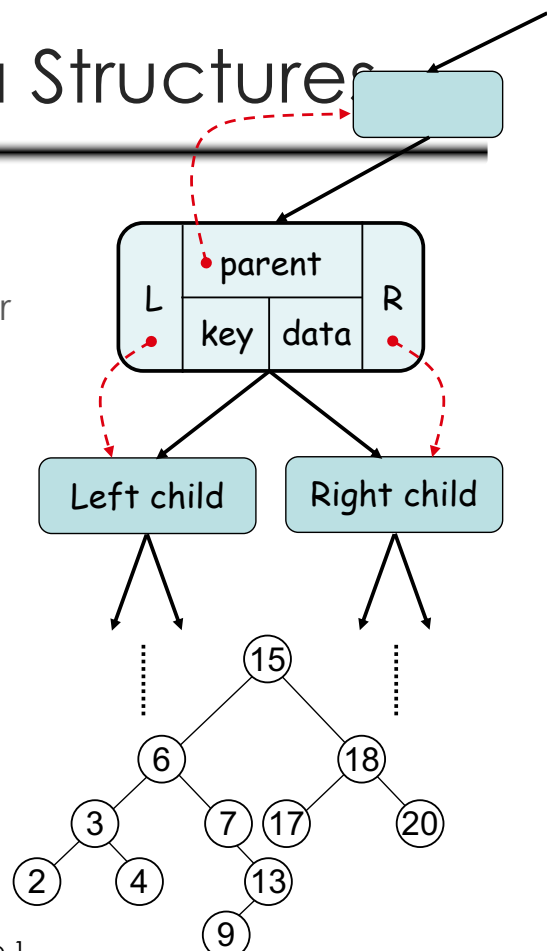 Structures
parent
L
R
r
key data
Left child
Right child
15
6
18
3
7
17
20
2
4
13
9